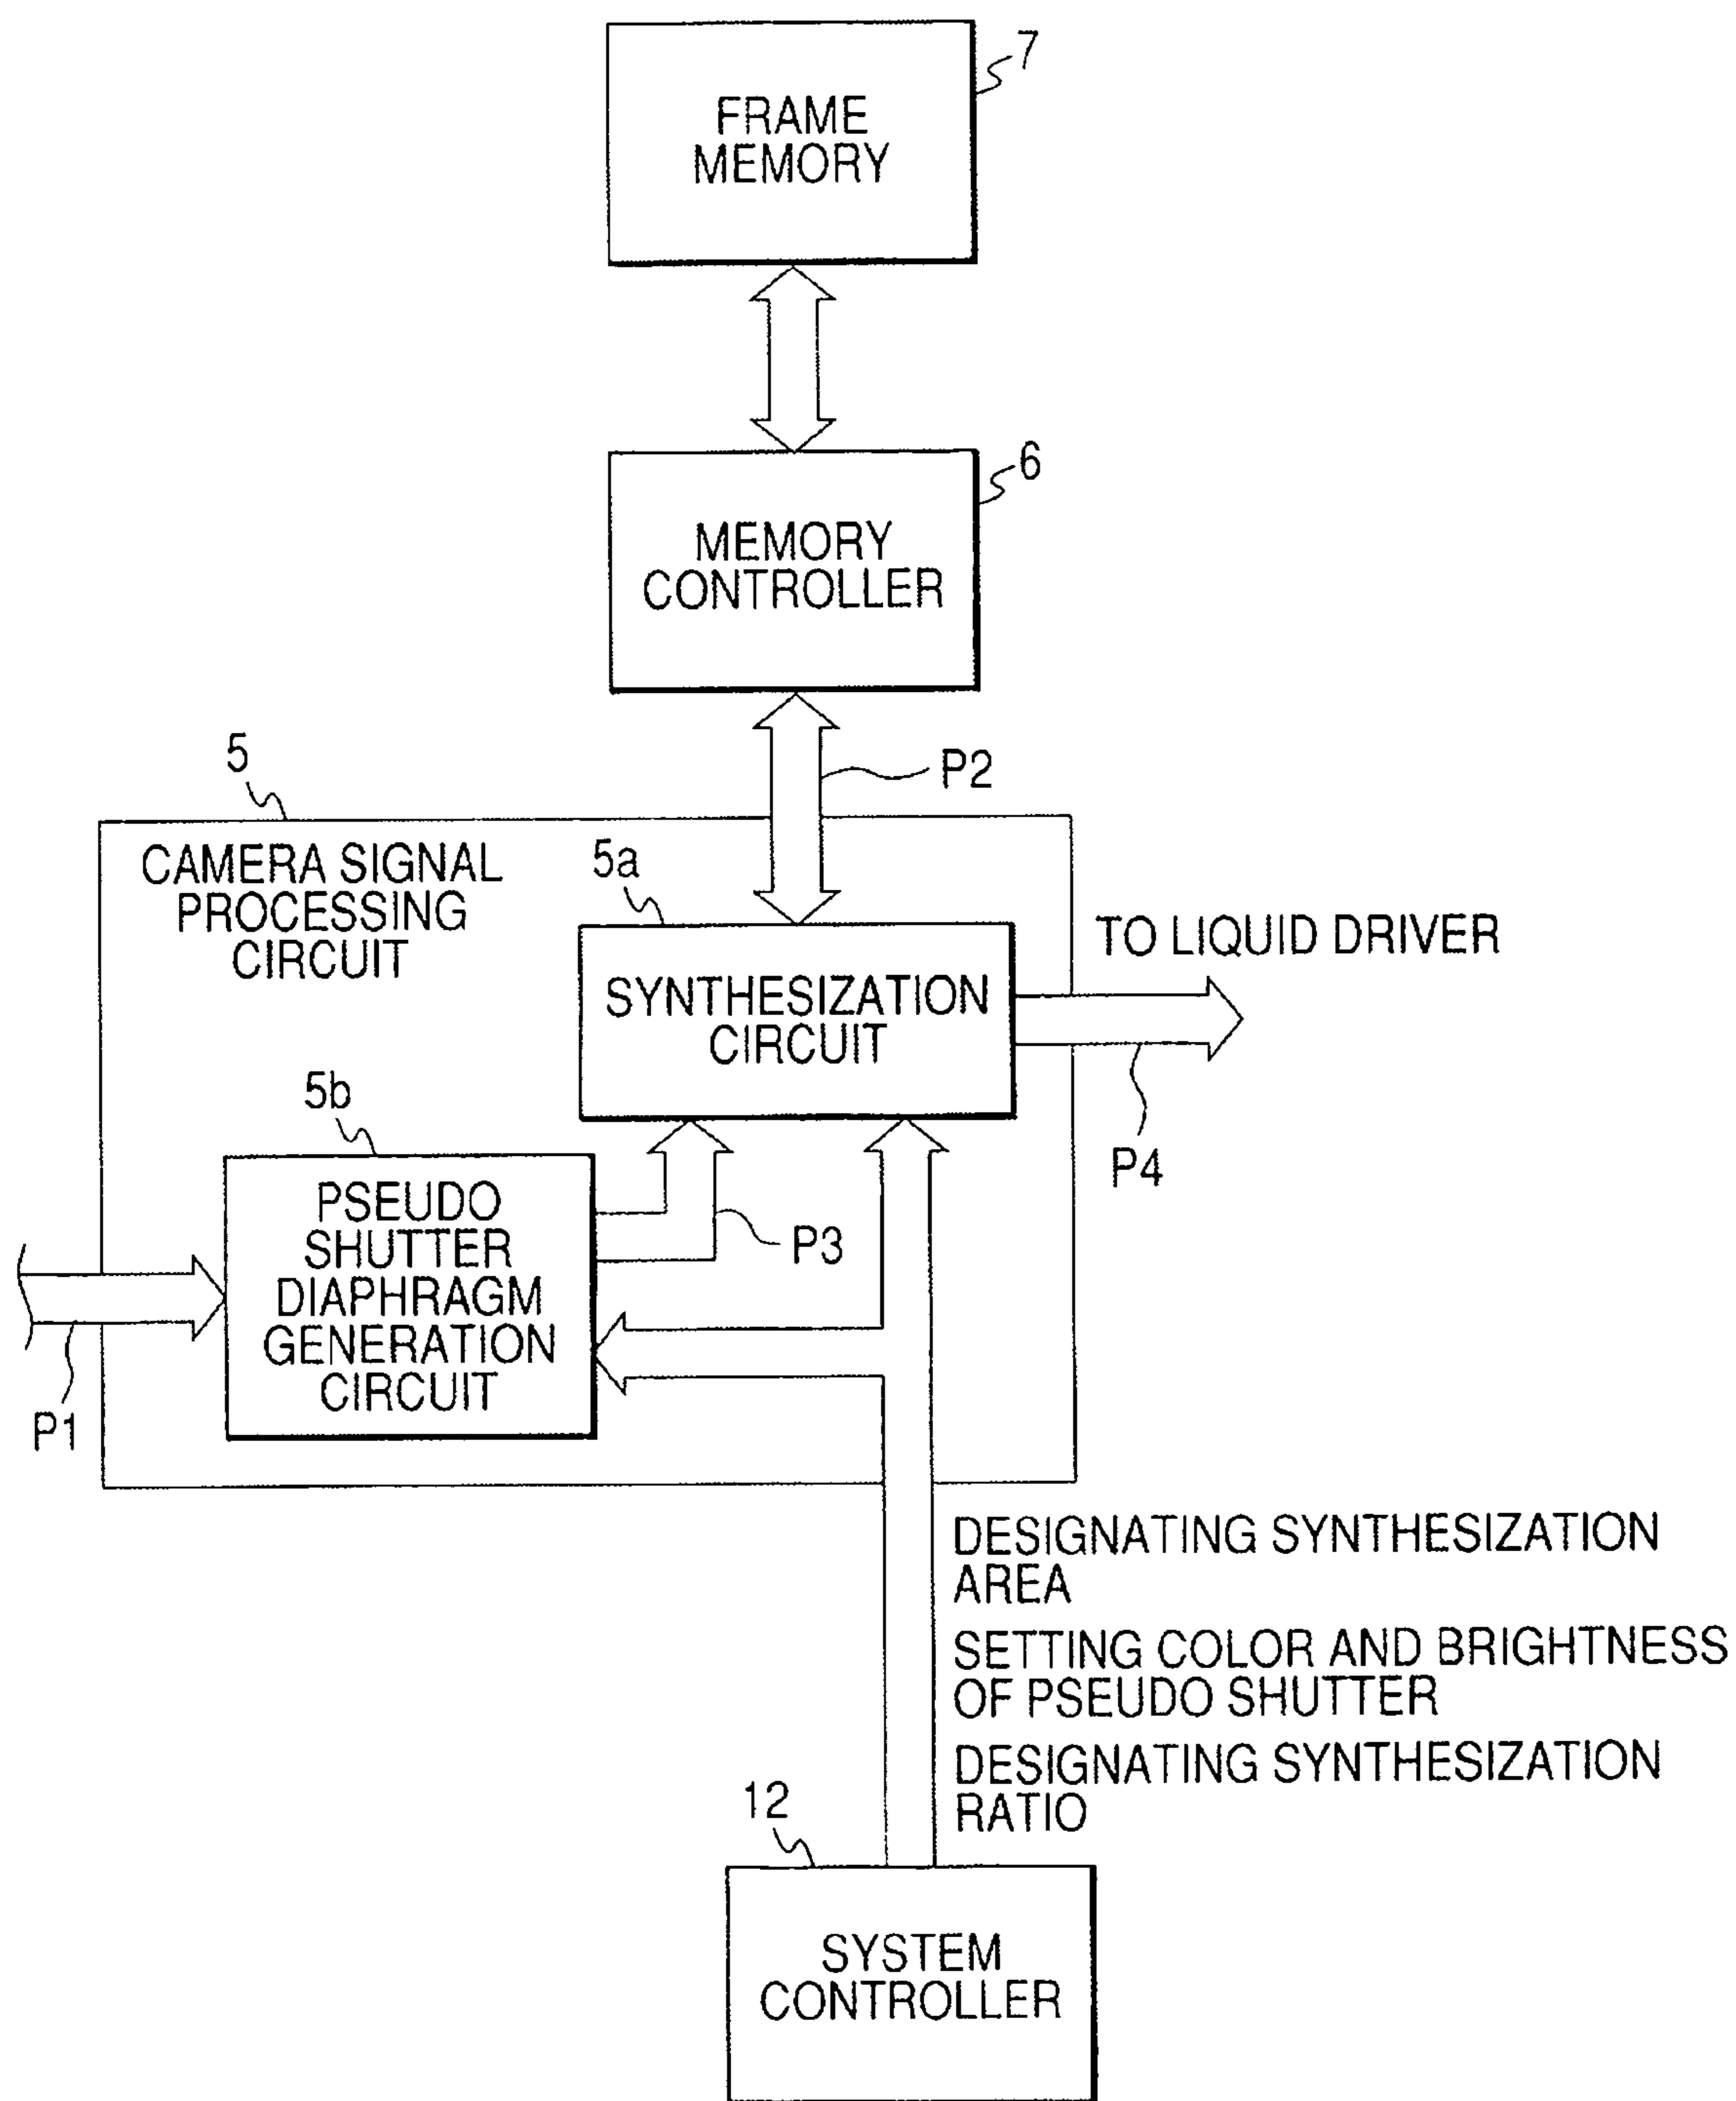 7
FRAME
MEMORY
6
MEMORY
CONTROLLER
P2
5
CAMERA SIGNAL
PROCESSING
CIRCUIT
5a
SYNTHESIZATION
CIRCUIT
TO LIQUID DRIVER
P4
5b
PSEUDO
SHUTTER
DIAPHRAGM
GENERATION
CIRCUIT
P3
P1
DESIGNATING SYNTHESIZATION
AREA
SETTING COLOR AND BRIGHTNESS
OF PSEUDO SHUTTER
DESIGNATING SYNTHESIZATION
RATIO
12
SYSTEM
CONTROLLER